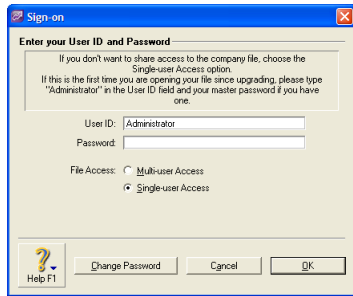 Sign-on
Enter your User ID and Password
If you don't want to share access to the company file, choose the
Single-user Access option.
If this is the first time you are opening your file since upgrading, please type
"Administrator" in the User ID field and your master password if you have
one.
User ID: Administrator
Password:
File Access: Multi-user Access
Single-user Access
Help F1
Change Password
Cancel
OK